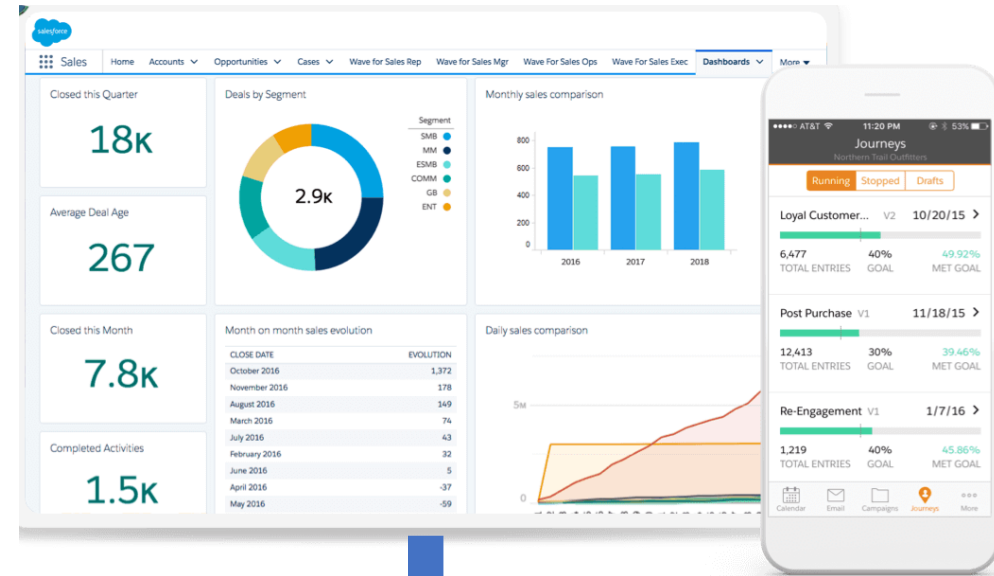 salesforce
Sales Home Accounts Opportunities Cases Wave for Sales Rep Wave for Sales Mgr Wave For Sales Ops Wave For Sales Exec Dashboards More
Closed this Quarter
18K
Average Deal Age
267
Closed this Month
7.8K
Completed Activities
1.5K
Deals by Segment
2.9K
Segment
SMB
MM
ESMB
COMM
GB
ENT
Monthly sales comparison
800
600
400
200
0
2016 2017 2018
Month on month sales evolution
CLOSE DATE EVOLUTION
October 2016 1,372
November 2016 178
August 2016 149
March 2016 74
July 2016 43
February 2016 32
June 2016 5
April 2016 -37
May 2016 -59
Daily sales comparison
5M
0
AT&T 11:20 PM 53%
Journeys
Northern Trail Outfitters
Running Stopped Drafts
Loyal Customer... V2 10/20/15
6,477 40% 49.92%
TOTAL ENTRIES GOAL MET GOAL
Post Purchase V1 11/18/15
12,413 30% 39.46%
TOTAL ENTRIES GOAL MET GOAL
Re-Engagement V1 1/7/16
1,219 40% 45.86%
TOTAL ENTRIES GOAL MET GOAL
Calendar Email Campaigns Journeys More